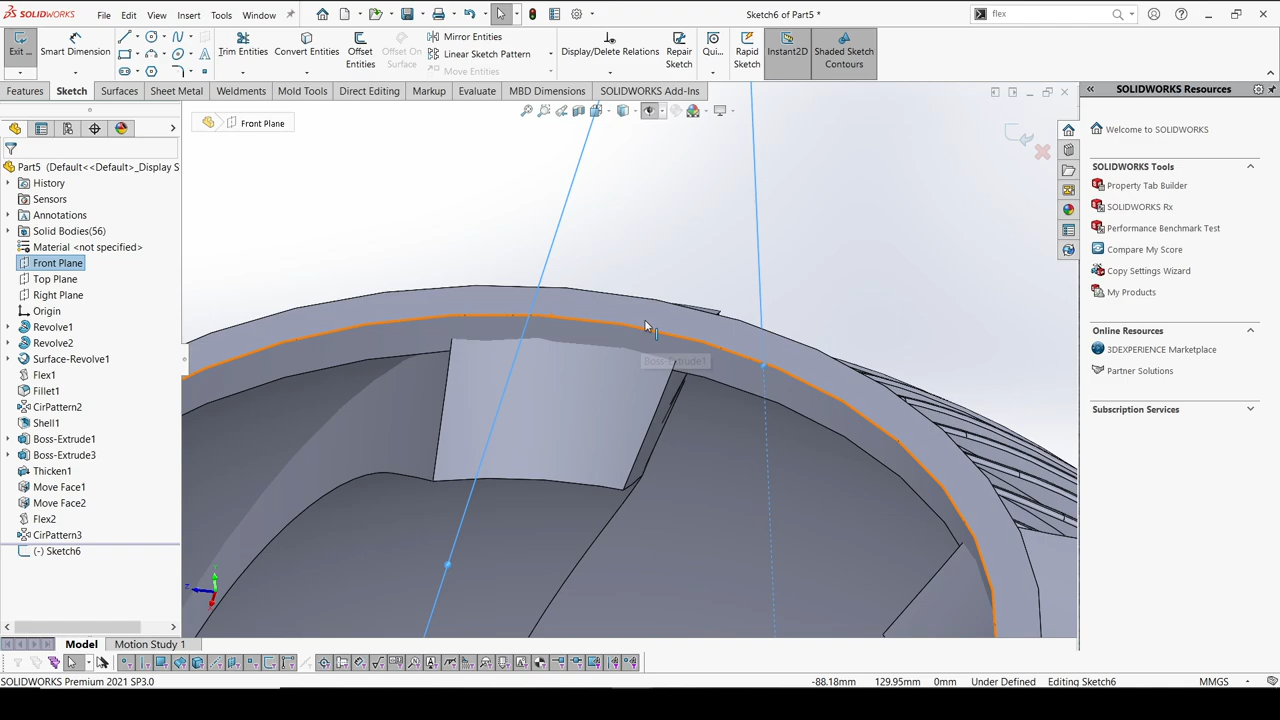 SOLIDWORKS
File Edit View Insert Tools Window
Sketch6 of Part5 *
flex
Exit ...
Smart Dimension
Trim Entities
Convert Entities
Offset Entities
Offset On Surface
Mirror Entities
Linear Sketch Pattern
Move Entities
Display/Delete Relations
Repair Sketch
Qui...
Rapid Sketch
Instant2D
Shaded Sketch Contours
Features Sketch Surfaces Sheet Metal Weldments Mold Tools Direct Editing Markup Evaluate MBD Dimensions SOLIDWORKS Add-Ins
Front Plane
Part5 (Default<<Default>_Display S
History
Sensors
Annotations
Solid Bodies(56)
Material <not specified>
Front Plane
Top Plane
Right Plane
Origin
Revolve1
Revolve2
Surface-Revolve1
Flex1
Fillet1
CirPattern2
Shell1
Boss-Extrude1
Boss-Extrude3
Thicken1
Move Face1
Move Face2
Flex2
CirPattern3
(-) Sketch6
Boss-Extrude1
SOLIDWORKS Resources
Welcome to SOLIDWORKS
SOLIDWORKS Tools
Property Tab Builder
SOLIDWORKS Rx
Performance Benchmark Test
Compare My Score
Copy Settings Wizard
My Products
Online Resources
3DEXPERIENCE Marketplace
Partner Solutions
Subscription Services
Model Motion Study 1
SOLIDWORKS Premium 2021 SP3.0
-88.18mm 129.95mm 0mm Under Defined Editing Sketch6 MMGS